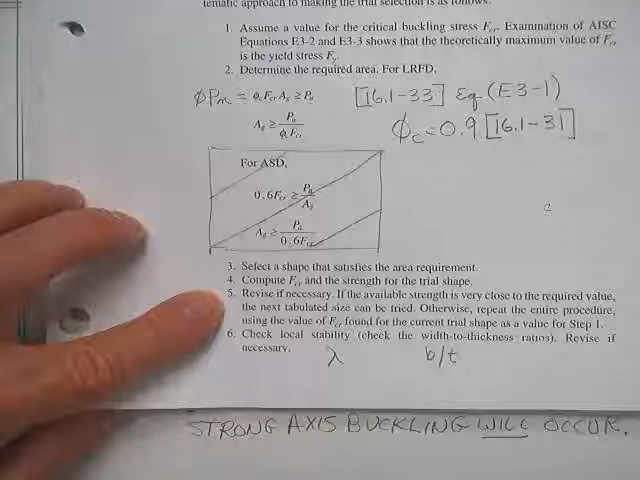 tematic approach to making the trial selection is as follows.
1. Assume a value for the critical buckling stress Fcr. Examination of AISC
Equations E3-2 and E3-3 shows that the theoretically maximum value of Fcr
is the yield stress Fy.
2. Determine the required area. For LRFD,
ϕPn = ϕcFcrAg ≥ Pu [16.1-33] Eq (E3-1)
Ag ≥ Pu/ϕcFcr ϕc=0.9 [16.1-31]
For ASD,
0.6Fcr ≥ Pa/Ag
Ag ≥ Pa/0.6Fcr
3. Select a shape that satisfies the area requirement.
4. Compute Fcr and the strength for the trial shape.
5. Revise if necessary. If the available strength is very close to the required value,
the next tabulated size can be tried. Otherwise, repeat the entire procedure,
using the value of Fcr found for the current trial shape as a value for Step 1.
6. Check local stability (check the width-to-thickness ratios). Revise if
necessary. λ b/t
STRONG AXIS BUCKLING WILL OCCUR.